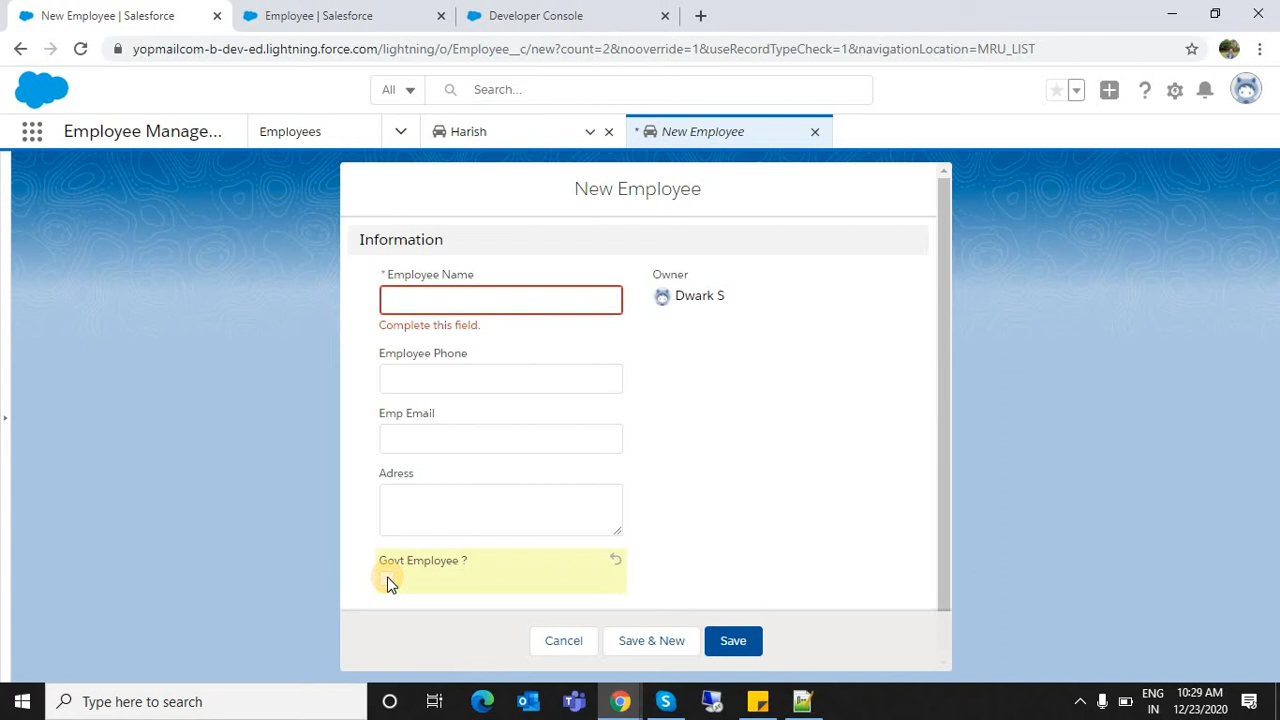 New Employee | Salesforce
Employee | Salesforce
Developer Console
yopmailcom-b-dev-ed.lightning.force.com/lightning/o/Employee__c/new?count=2&nooverride=1&useRecordTypeCheck=1&navigationLocation=MRU_LIST
All
Search...
Employee Manage...
Employees
Harish
* New Employee
New Employee
Information
*Employee Name
Owner
Dwark S
Complete this field.
Employee Phone
Emp Email
Adress
Govt Employee ?
Cancel
Save & New
Save
Type here to search
ENG
IN
10:29 AM
12/23/2020